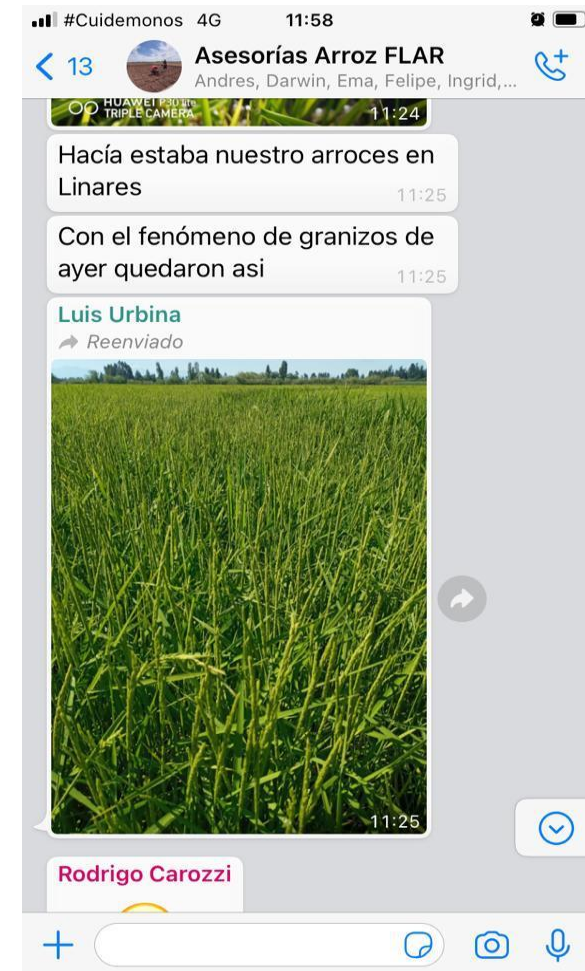 #Cuidemonos 4G 11:58
13
Asesorías Arroz FLAR
Andres, Darwin, Ema, Felipe, Ingrid,...
HUAWEI P30 lite
TRIPLE CAMERA
11:24
Hacía estaba nuestro arroces en
Linares
11:25
Con el fenómeno de granizos de
ayer quedaron asi
11:25
Luis Urbina
Reenviado
11:25
Rodrigo Carozzi